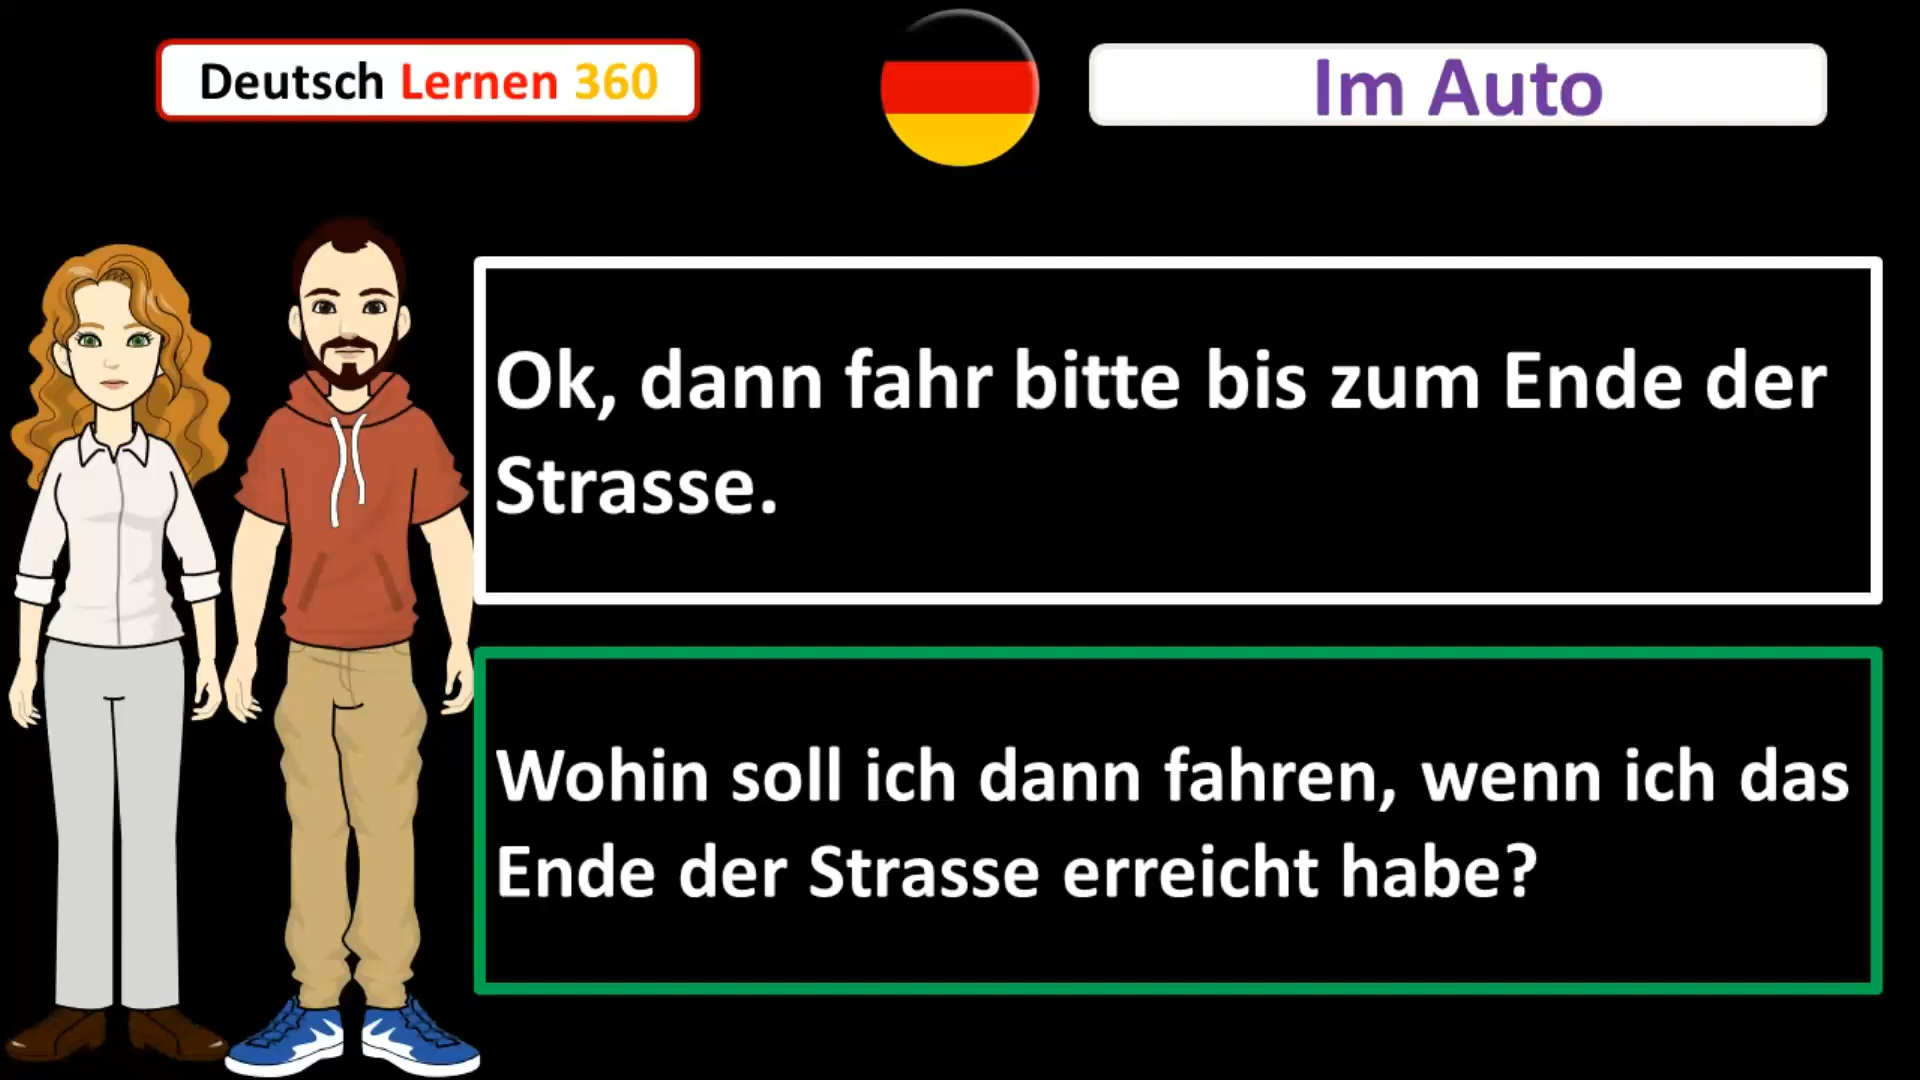 Deutsch Lernen 360
Im Auto
Ok, dann fahr bitte bis zum Ende der
Strasse.
Wohin soll ich dann fahren, wenn ich das
Ende der Strasse erreicht habe?